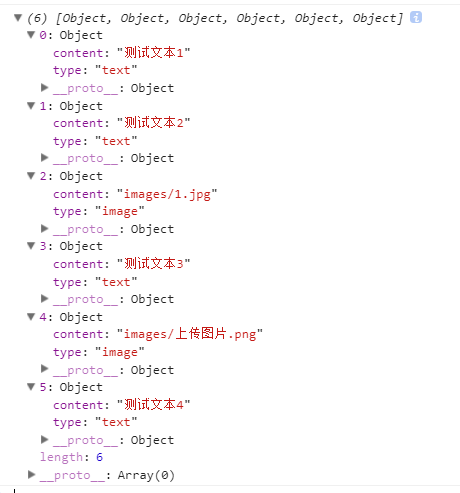 (6) [Object, Object, Object, Object, Object, Object] i
0: Object
content: "测试文本1"
type: "text"
__proto__: Object
1: Object
content: "测试文本2"
type: "text"
__proto__: Object
2: Object
content: "images/1.jpg"
type: "image"
__proto__: Object
3: Object
content: "测试文本3"
type: "text"
__proto__: Object
4: Object
content: "images/上传图片.png"
type: "image"
__proto__: Object
5: Object
content: "测试文本4"
type: "text"
__proto__: Object
length: 6
__proto__: Array(0)